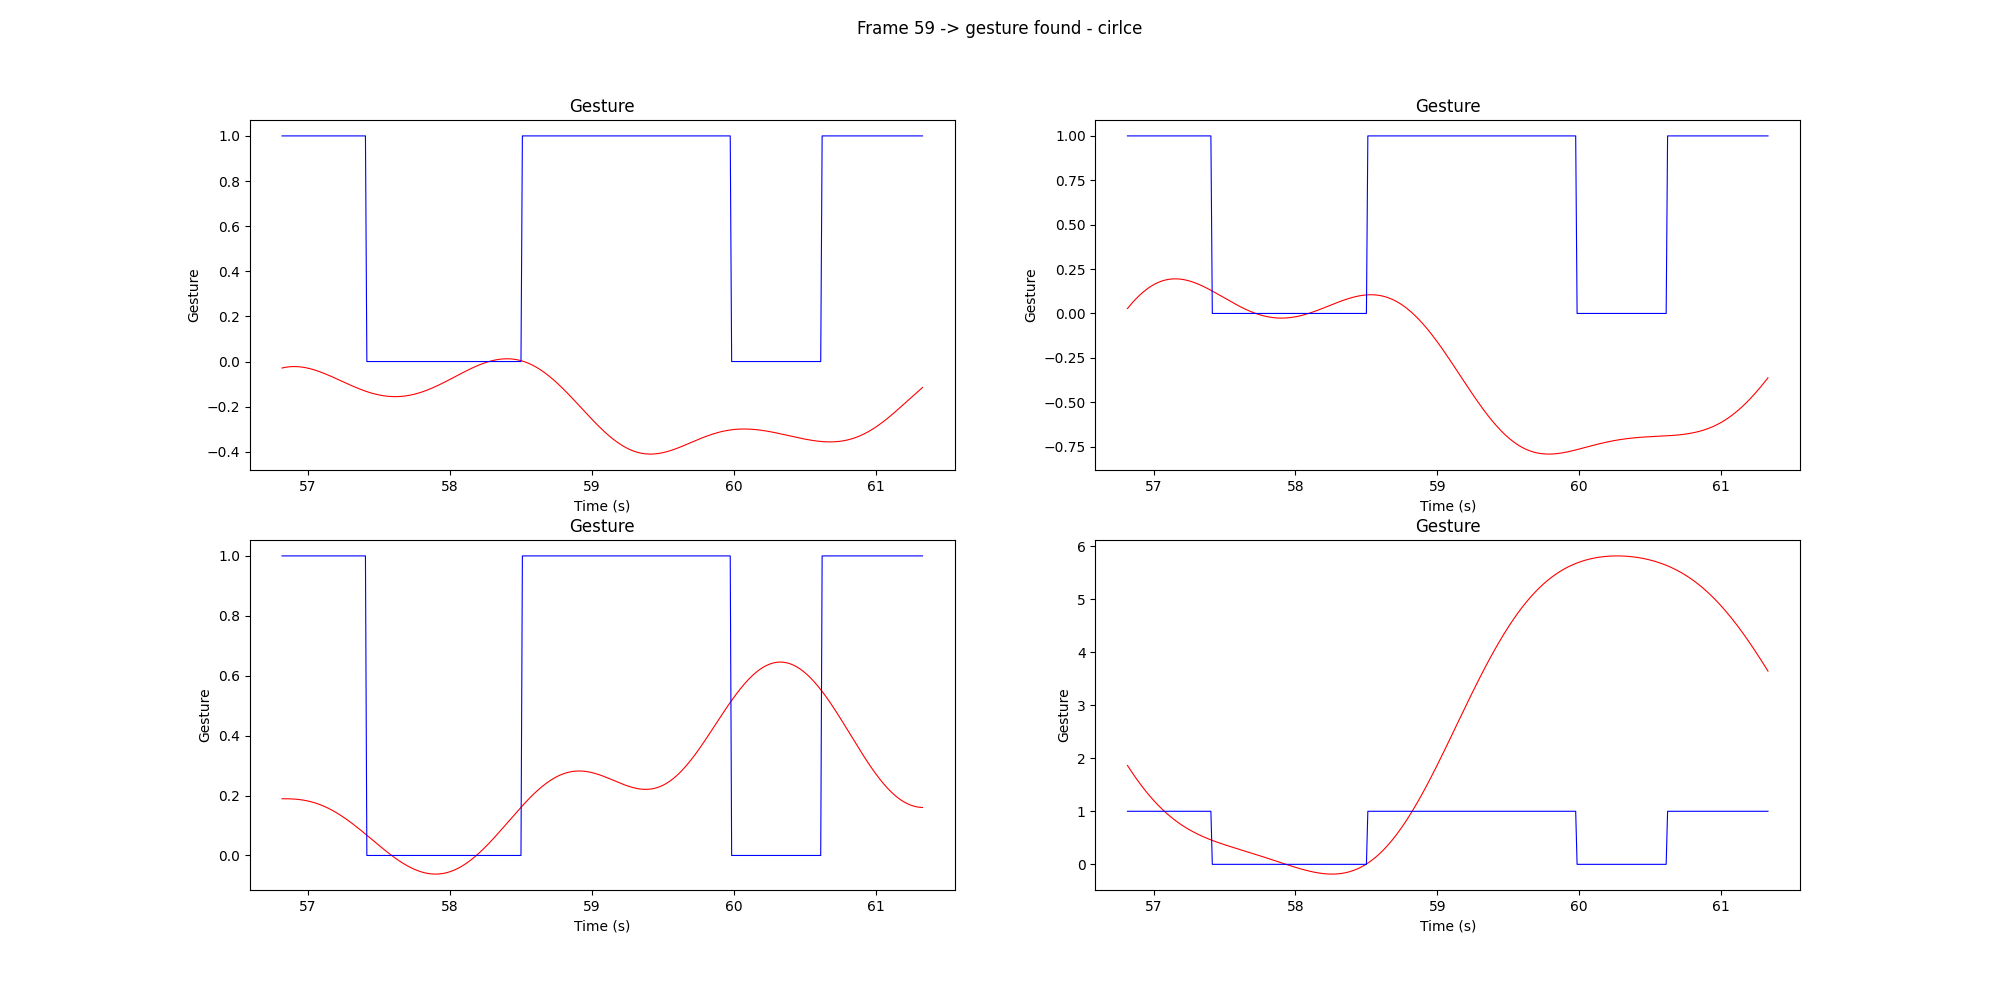 Frame 59 -> gesture found - cirlce
Gesture
1.0
0.8
0.6
0.4
0.2
0.0
−0.2
−0.4
Gesture
57 58 59 60 61
Time (s)
Gesture
1.00
0.75
0.50
0.25
0.00
−0.25
−0.50
−0.75
Gesture
57 58 59 60 61
Time (s)
Gesture
1.0
0.8
0.6
0.4
0.2
0.0
Gesture
57 58 59 60 61
Time (s)
Gesture
6
5
4
3
2
1
0
Gesture
57 58 59 60 61
Time (s)